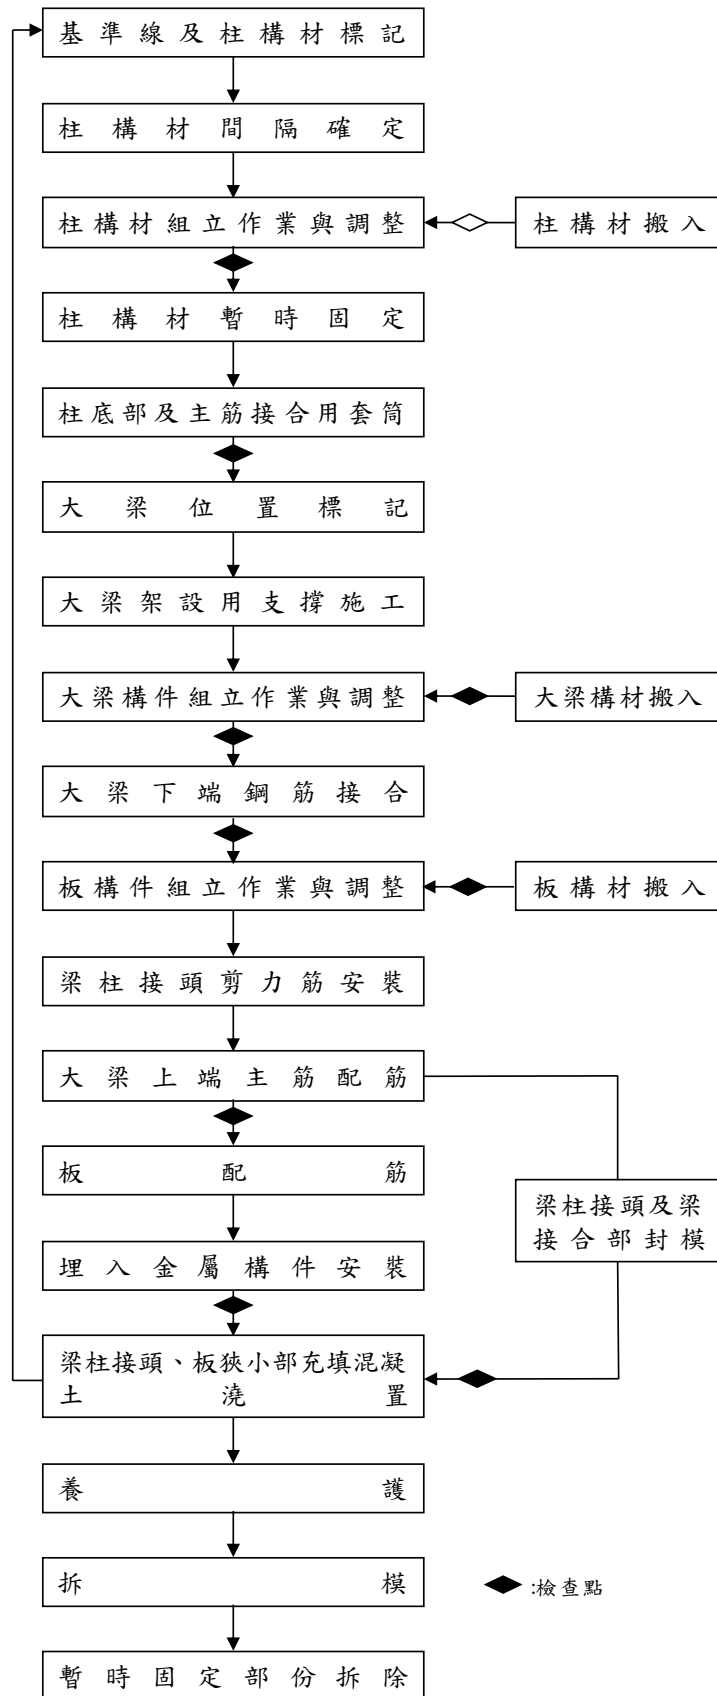 基準線及柱構材標記
柱構材間隔確定
柱構材組立作業與調整
柱構材搬入
柱構材暫時固定
柱底部及主筋接合用套筒
大梁位置標記
大梁架設用支撐施工
大梁構件組立作業與調整
大梁構材搬入
大梁下端鋼筋接合
板構件組立作業與調整
板構材搬入
梁柱接頭剪力筋安裝
大梁上端主筋配筋
板配筋
梁柱接頭及梁
接合部封模
埋入金屬構件安裝
梁柱接頭、板狹小部充填混凝
土澆置
養護
拆模
:檢查點
暫時固定部份拆除